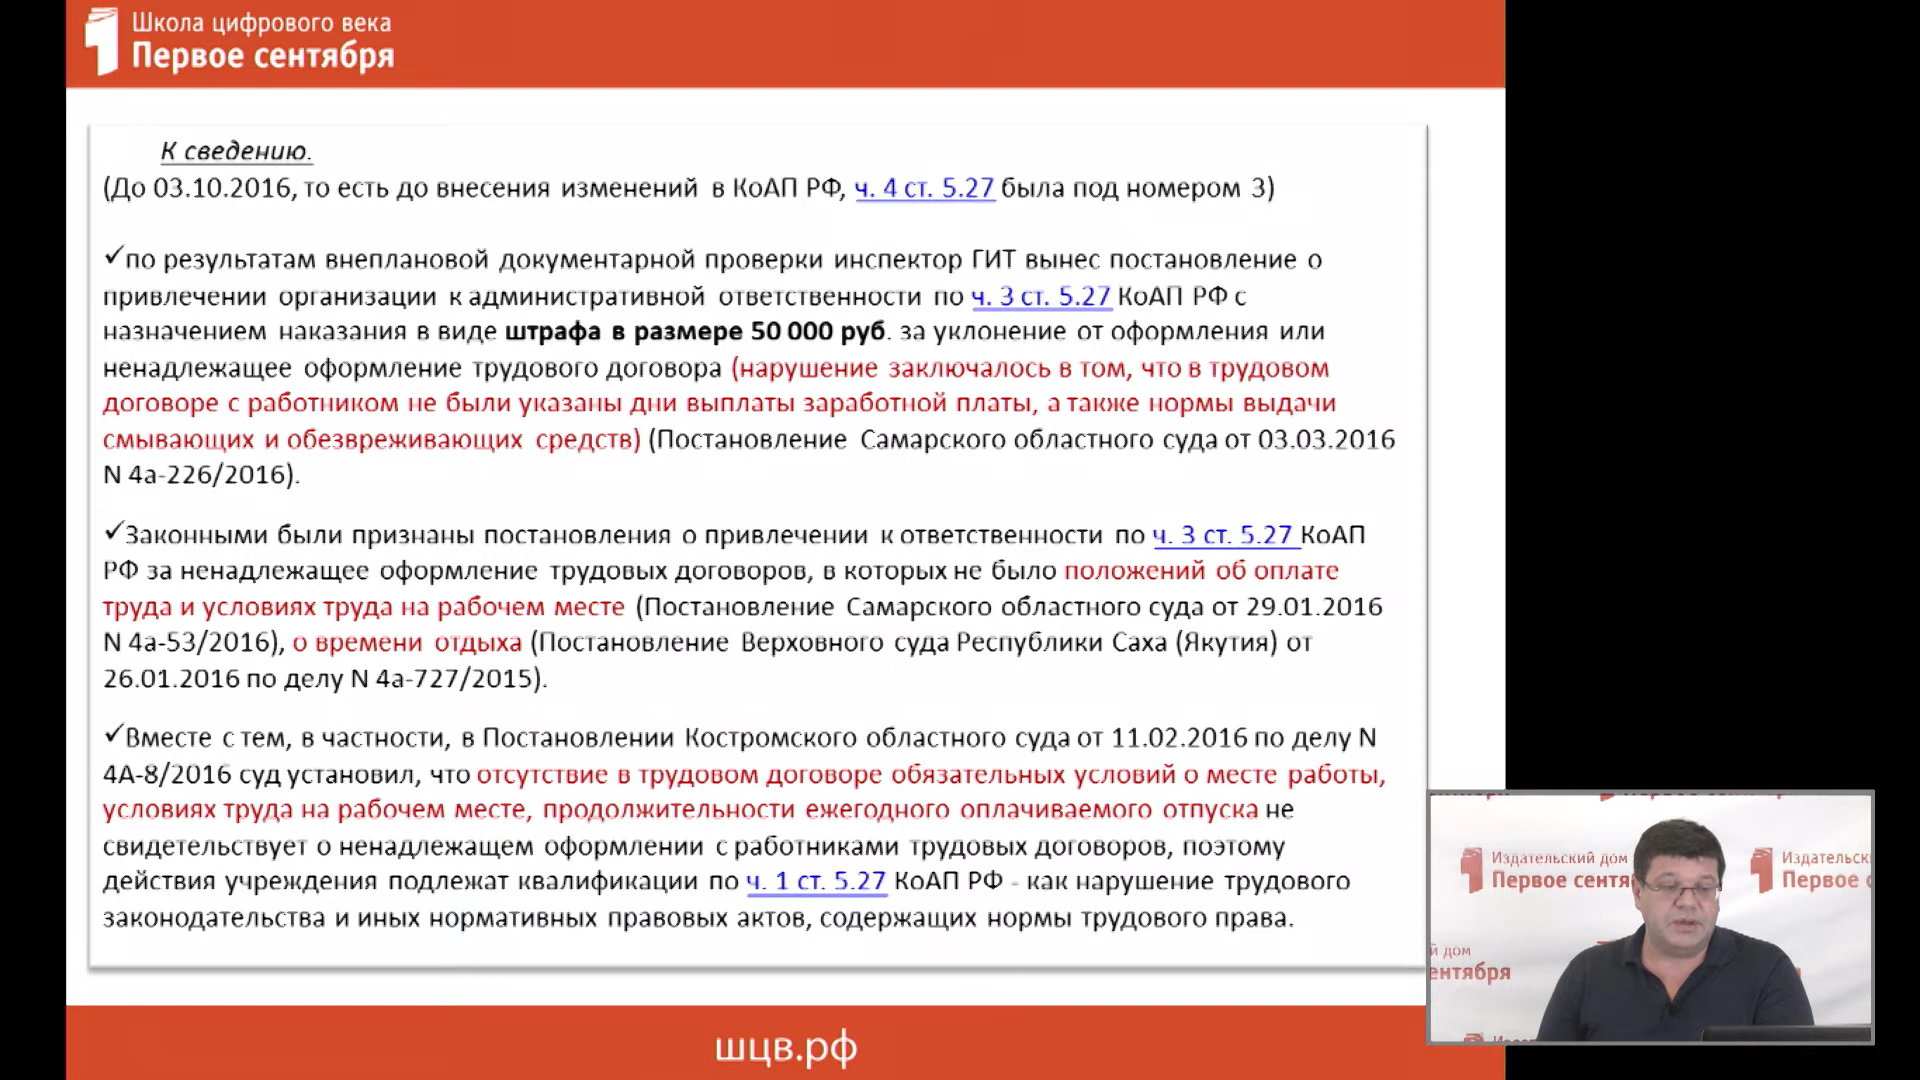 Школа цифрового века
Первое сентября
К сведению.
(До 03.10.2016, то есть до внесения изменений в КоАП РФ, ч. 4 ст. 5.27 была под номером 3)
✓по результатам внеплановой документарной проверки инспектор ГИТ вынес постановление о
привлечении организации к административной ответственности по ч. 3 ст. 5.27 КоАП РФ с
назначением наказания в виде штрафа в размере 50 000 руб. за уклонение от оформления или
ненадлежащее оформление трудового договора (нарушение заключалось в том, что в трудовом
договоре с работником не были указаны дни выплаты заработной платы, а также нормы выдачи
смывающих и обезвреживающих средств) (Постановление Самарского областного суда от 03.03.2016
N 4а-226/2016).
✓Законными были признаны постановления о привлечении к ответственности по ч. 3 ст. 5.27 КоАП
РФ за ненадлежащее оформление трудовых договоров, в которых не было положений об оплате
труда и условиях труда на рабочем месте (Постановление Самарского областного суда от 29.01.2016
N 4а-53/2016), о времени отдыха (Постановление Верховного суда Республики Саха (Якутия) от
26.01.2016 по делу N 4а-727/2015).
✓Вместе с тем, в частности, в Постановлении Костромского областного суда от 11.02.2016 по делу N
4А-8/2016 суд установил, что отсутствие в трудовом договоре обязательных условий о месте работы,
условиях труда на рабочем месте, продолжительности ежегодного оплачиваемого отпуска не
свидетельствует о ненадлежащем оформлении с работниками трудовых договоров, поэтому
действия учреждения подлежат квалификации по ч. 1 ст. 5.27 КоАП РФ - как нарушение трудового
законодательства и иных нормативных правовых актов, содержащих нормы трудового права.
Издательский дом
Первое сентя
Издательск
Первое с
й дом
ентября
шцв.рф